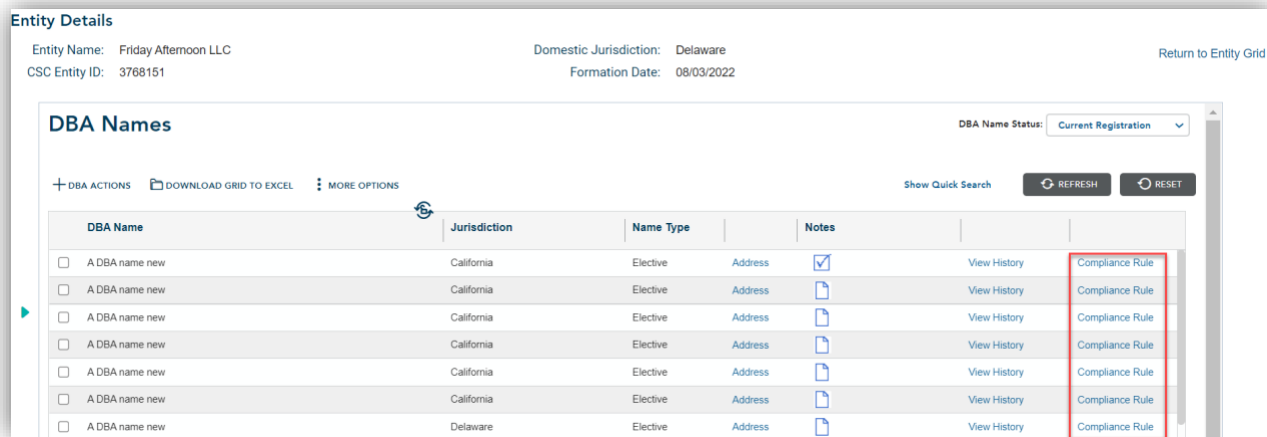 Entity Details
Entity Name: Friday Afternoon LLC Domestic Jurisdiction: Delaware
Return to Entity Grid
CSC Entity ID: 3768151 Formation Date: 08/03/2022
DBA Names
DBA Name Status: Current Registration
DBA ACTIONS DOWNLOAD GRID TO EXCEL MORE OPTIONS Show Quick Search REFRESH RESET
DBA Name Jurisdiction Name Type Notes
A DBA name new California Elective Address View History Compliance Rule
A DBA name new California Elective Address View History Compliance Rule
A DBA name new California Elective Address View History Compliance Rule
A DBA name new California Elective Address View History Compliance Rule
A DBA name new California Elective Address View History Compliance Rule
A DBA name new California Elective Address View History Compliance Rule
A DBA name new Delaware Elective Address View History Compliance Rule